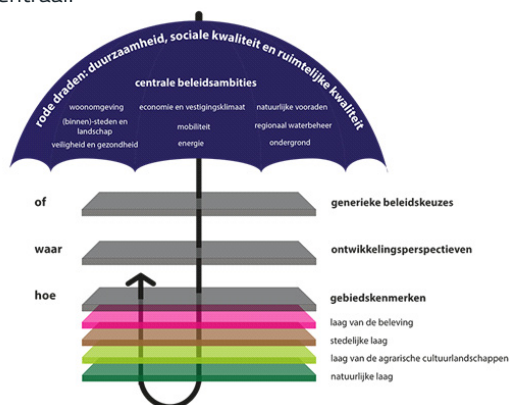 entraal.
rode draden: duurzaamheid, sociale kwaliteit en ruimtelijke kwaliteit
centrale beleidsambities
woonomgeving
(binnen)-steden en
landschap
veiligheid en gezondheid
economie en vestigingsklimaat
mobiliteit
energie
natuurlijke vooraden
regionaal waterbeheer
ondergrond
of
generieke beleidskeuzes
waar
ontwikkelingsperspectieven
hoe
gebiedskenmerken
laag van de beleving
stedelijke laag
laag van de agrarische cultuurlandschappen
natuurlijke laag